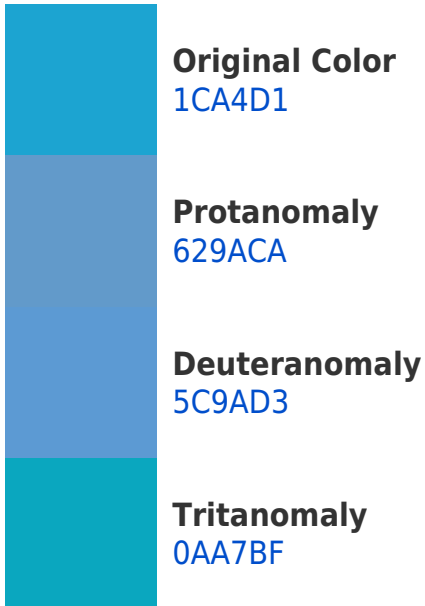 Original Color
1CA4D1
Protanomaly
629ACA
Deuteranomaly
5C9AD3
Tritanomaly
0AA7BF